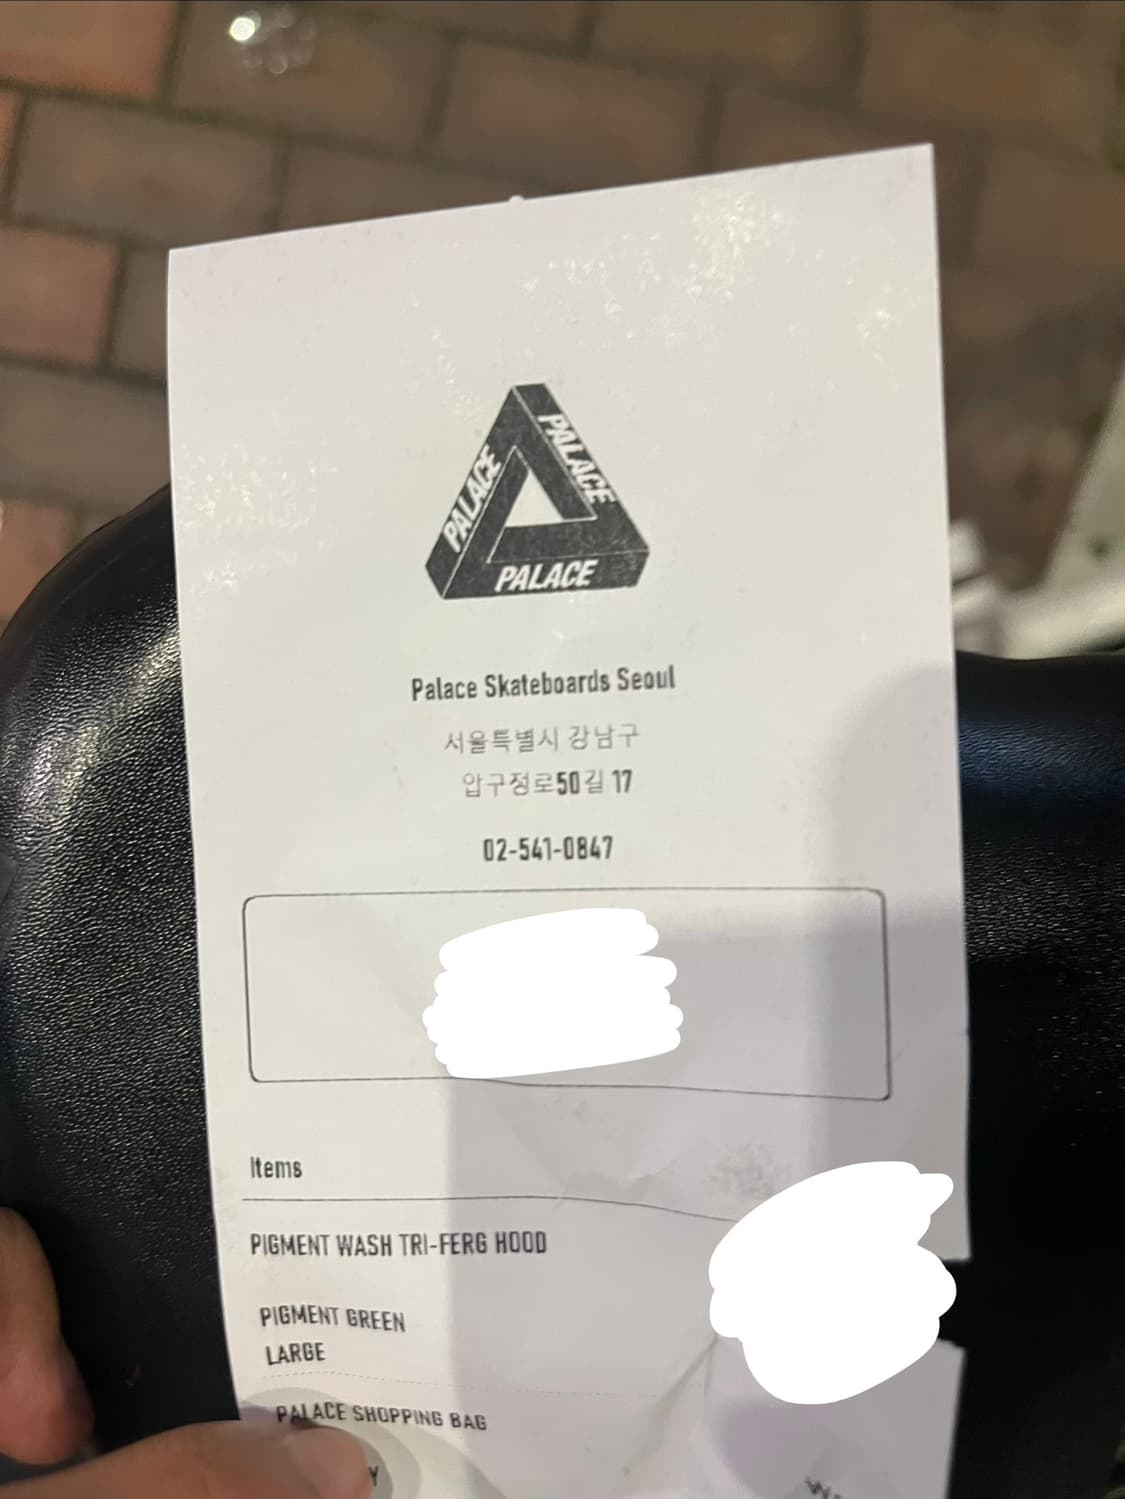 PALACE
PALACE
PALACE
Palace Skateboards Seoul
서울특별시 강남구
압구정로50길 17
02-541-0847
Items
PIGMENT WASH TRI-FERG HOOD
PIGMENT GREEN
LARGE
PALACE SHOPPING BAG